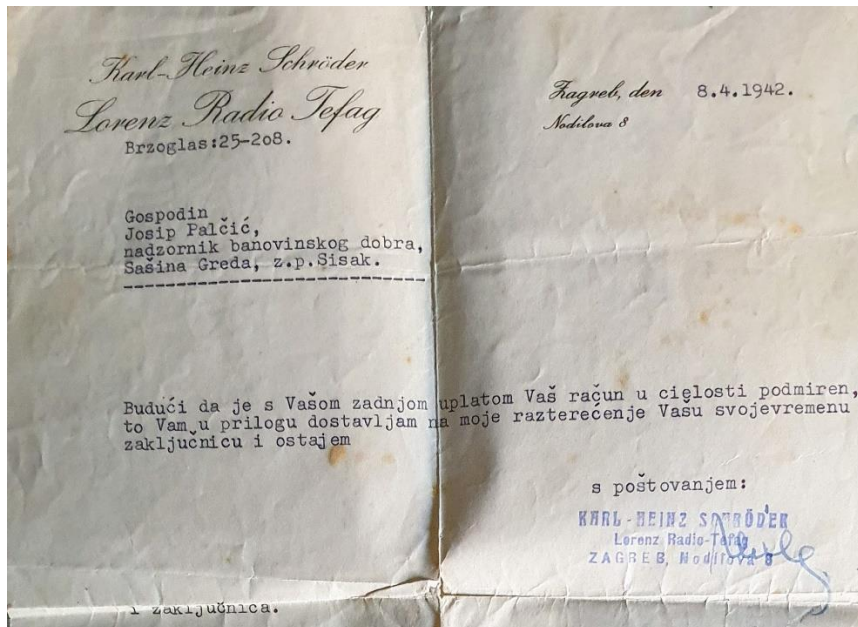 Karl-Heinz Schröder
Lorenz Radio Tefag
Brzoglas:25-2o8.
Zagreb, den 8.4.1942.
Nodilova 8
Gospodin
Josip Palčić,
nadzornik banovinskog dobra,
Sašina Greda, z.p.Sisak.
Budući da je s Vašom zadnjom uplatom Vaš račun u cijelosti podmiren,
to Vam u prilogu dostavljam na moje razterećenje Vašu svojevremenu
zaključnicu i ostajem
s poštovanjem:
KARL-HEINZ SCHRÖDER
Lorenz Radio-Tefag
ZAGREB, Nodilova 8
1 zaključnica.